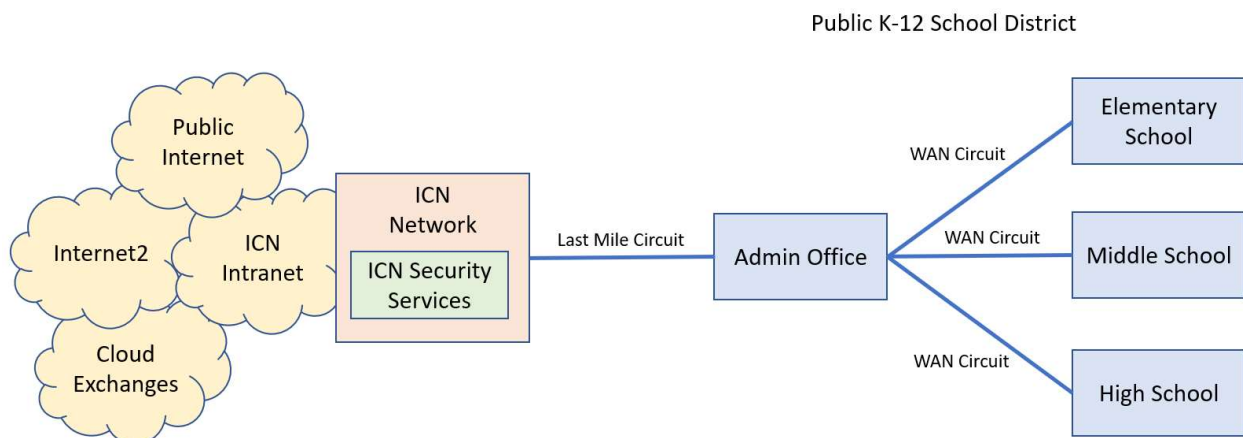 Public K-12 School District
Public
Internet
Internet2
ICN
Intranet
Cloud
Exchanges
ICN
Network
ICN Security
Services
Last Mile Circuit
Admin Office
WAN Circuit
WAN Circuit
WAN Circuit
Elementary
School
Middle School
High School